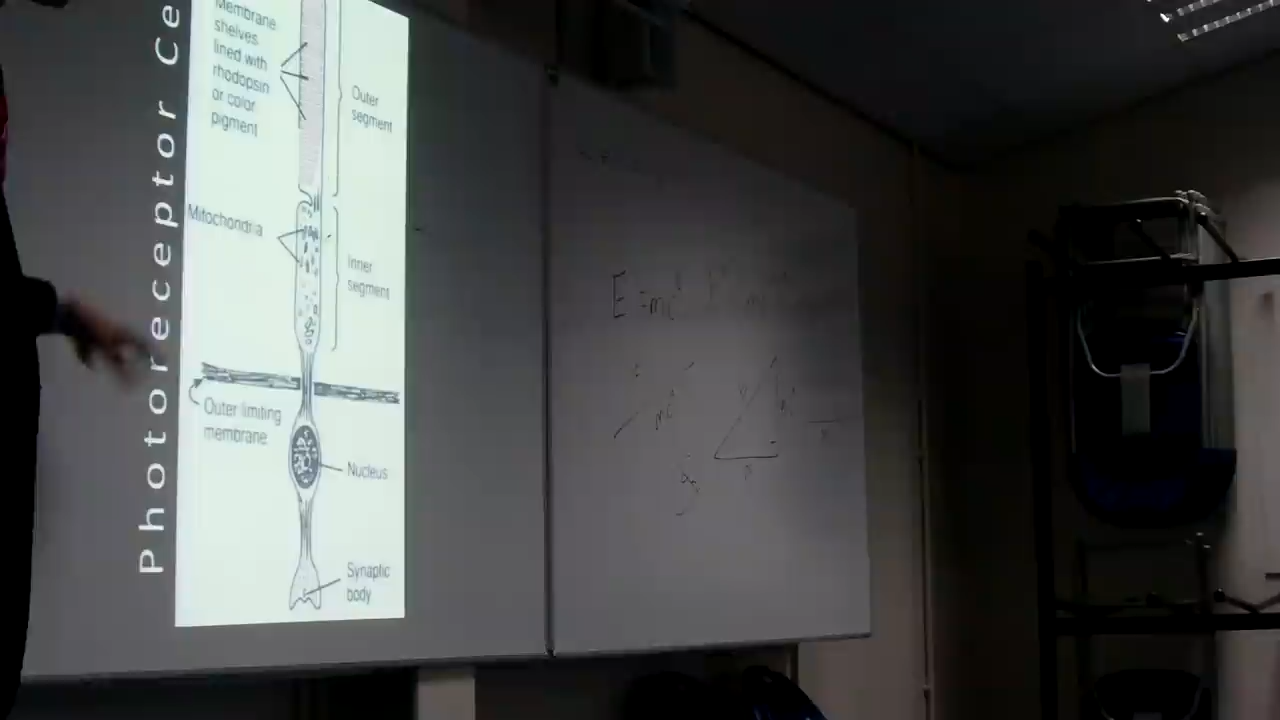 Photoreceptor Ce
Membrane
shelves
lined with
rhodopsin
or color
pigment
Outer
segment
Mitochondria
Inner
segment
Outer limiting
membrane
Nucleus
Synaptic
body
E =mc